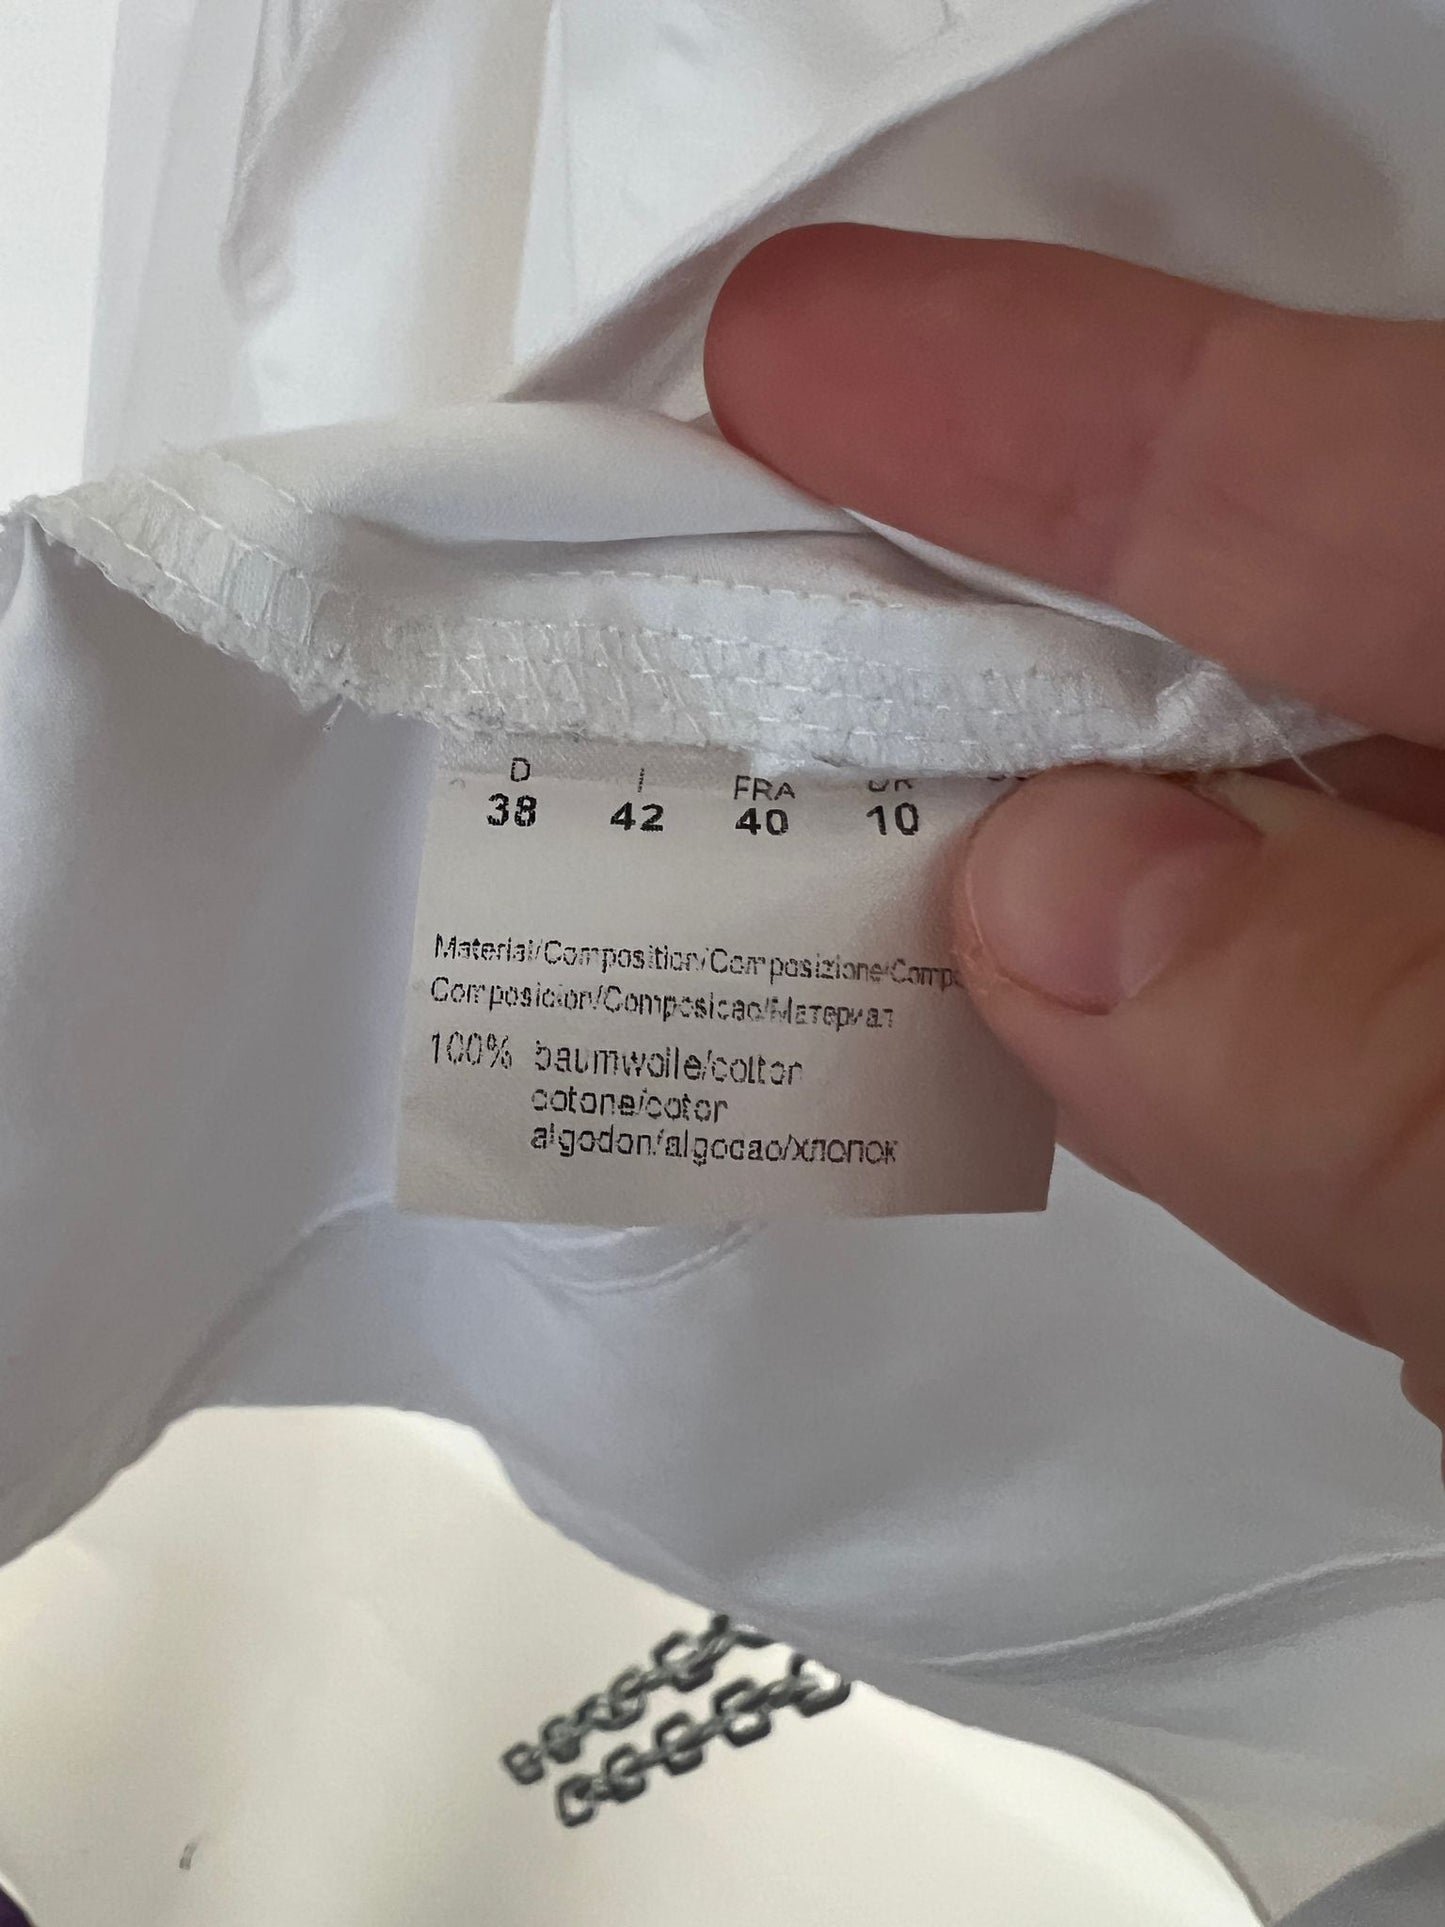 D I FRA UK
38 42 40 10
Material/Composition/Composizione/Compo
Composicion/Composicao/Материал
100% baumwolle/cotton
cotone/coton
algodon/algodao/хлопок